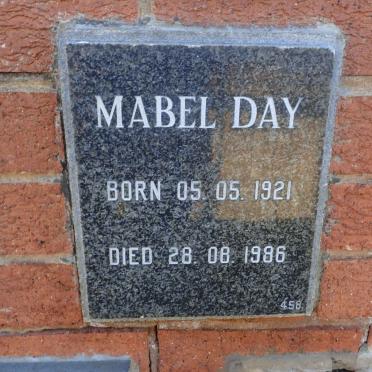 MABEL DAY
BORN 05. 05. 1921
DIED 28. 08. 1986
458